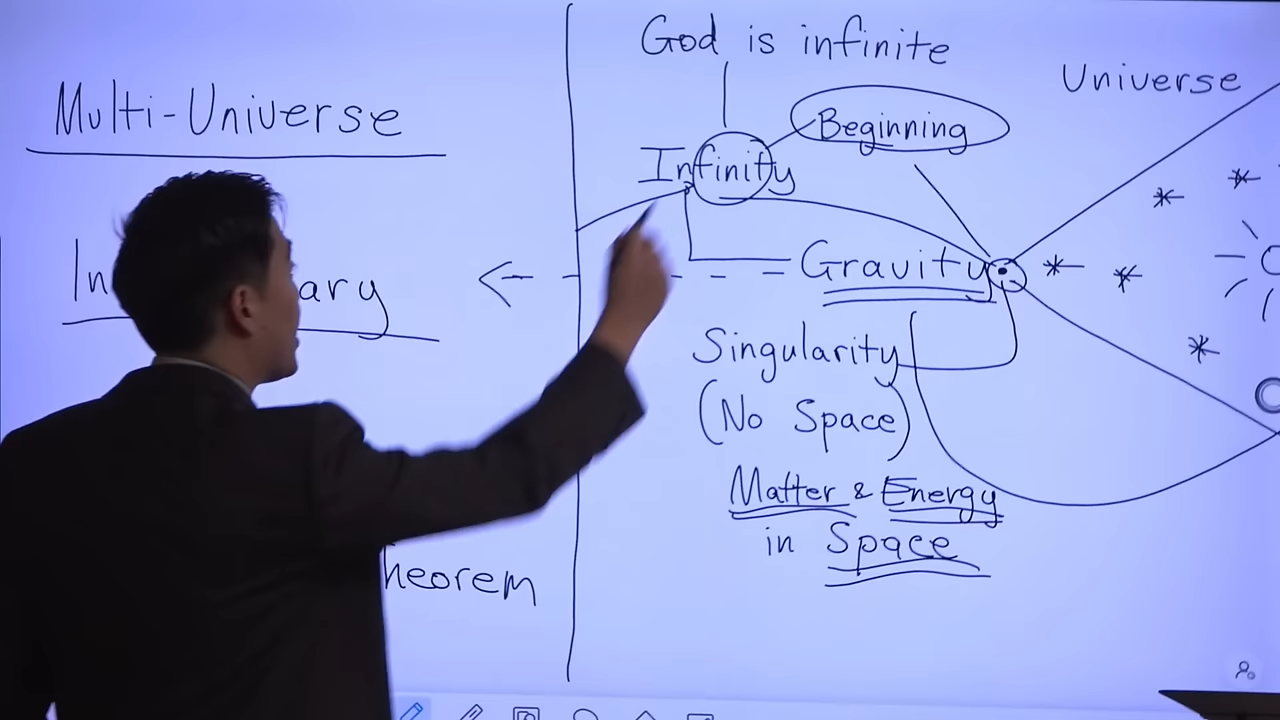 Multi-Universe
heorem
God is infinite
Beginning
Infinity
Gravity
Singularity
(No Space)
Matter & Energy
in Space
Universe